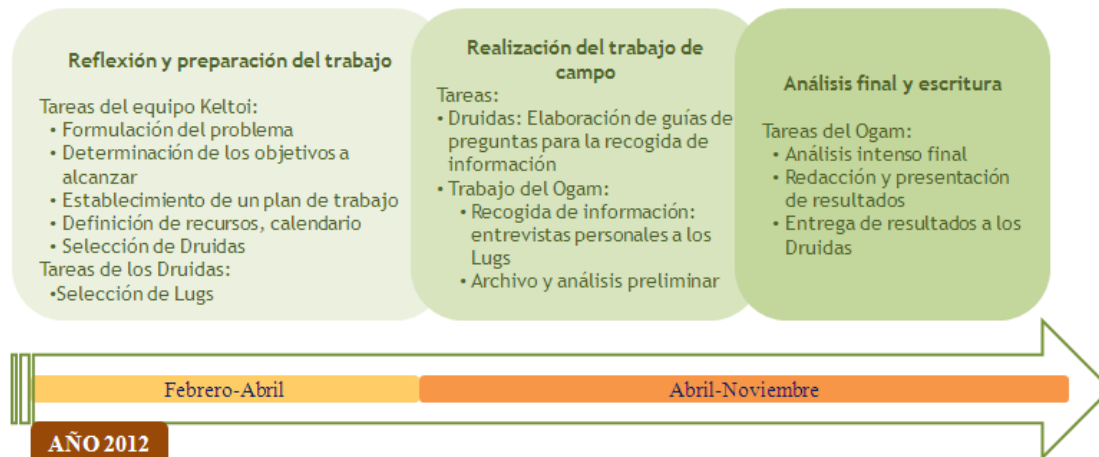 Reflexión y preparación del trabajo
Tareas del equipo Keltoi:
• Formulación del problema
• Determinación de los objetivos a
alcanzar
• Establecimiento de un plan de trabajo
• Definición de recursos, calendario
• Selección de Druidas
Tareas de los Druidas:
•Selección de Lugs
Realización del trabajo de
campo
Tareas:
• Druidas: Elaboración de guías de
preguntas para la recogida de
información
• Trabajo del Ogam:
• Recogida de información:
entrevistas personales a los
Lugs
• Archivo y análisis preliminar
Análisis final y escritura
Tareas del Ogam:
• Análisis intenso final
• Redacción y presentación
de resultados
• Entrega de resultados a los
Druidas
Febrero-Abril
Abril-Noviembre
AÑO 2012